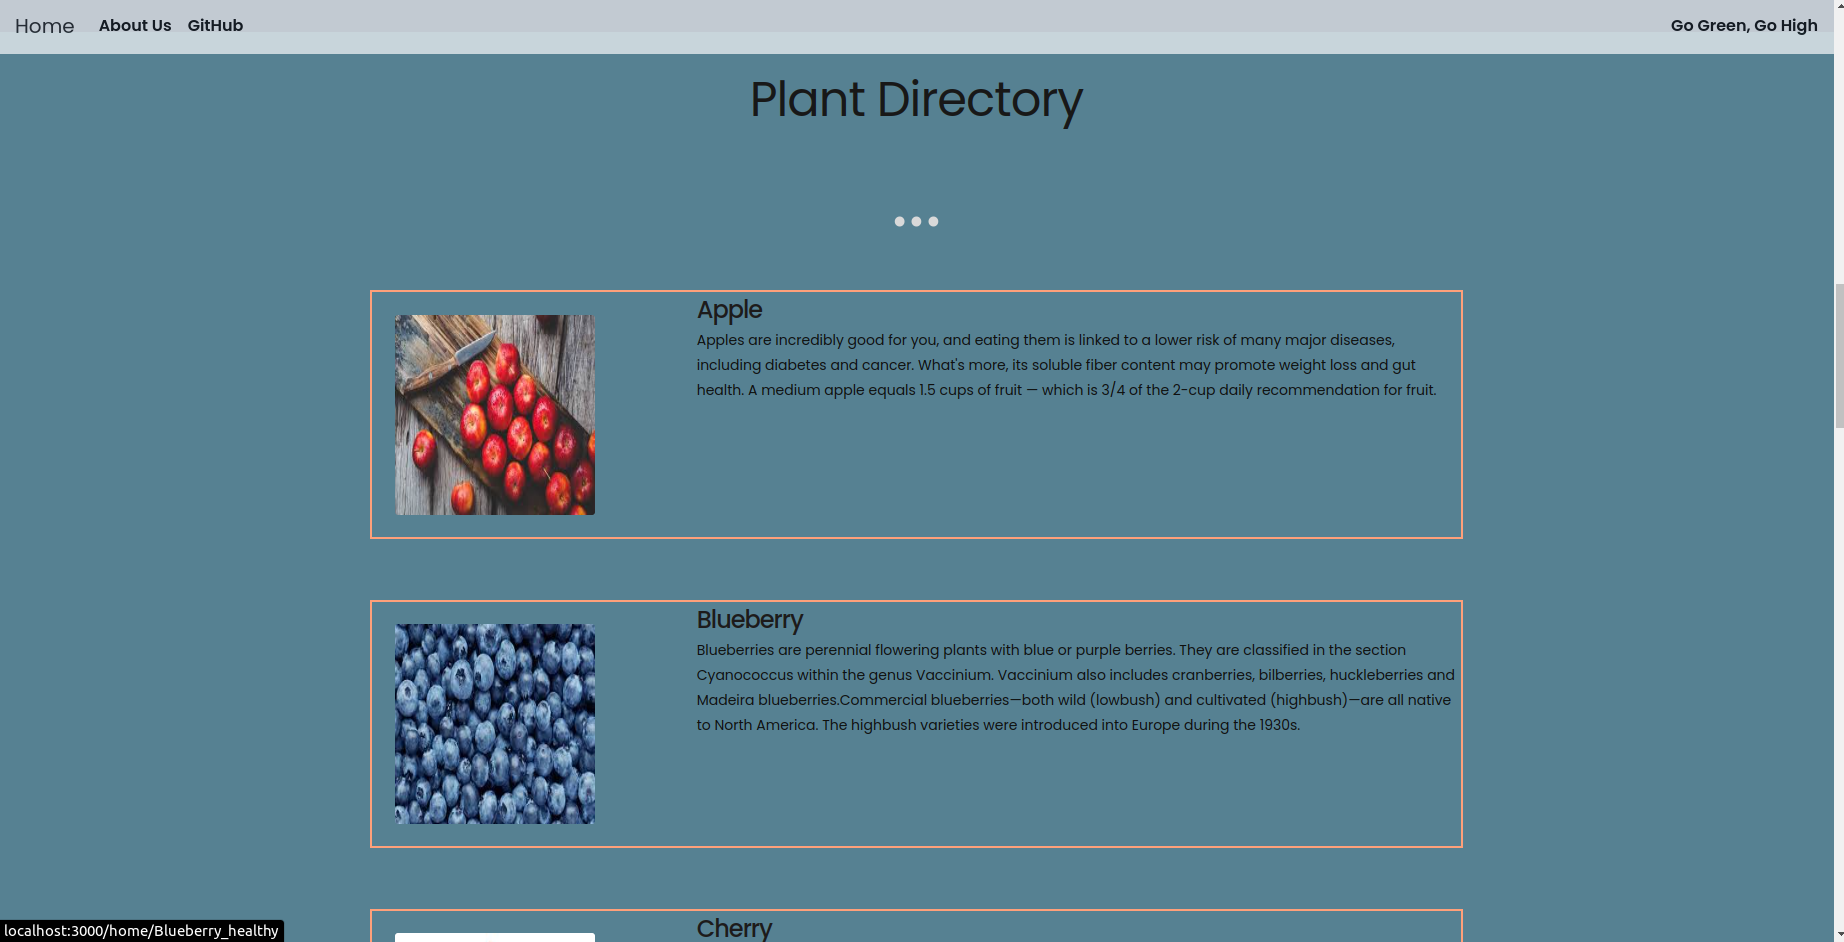 Home About Us GitHub Go Green, Go High
Plant Directory
Apple
Apples are incredibly good for you, and eating them is linked to a lower risk of many major diseases,
including diabetes and cancer. What's more, its soluble fiber content may promote weight loss and gut
health. A medium apple equals 1.5 cups of fruit — which is 3/4 of the 2-cup daily recommendation for fruit.
Blueberry
Blueberries are perennial flowering plants with blue or purple berries. They are classified in the section
Cyanococcus within the genus Vaccinium. Vaccinium also includes cranberries, bilberries, huckleberries and
Madeira blueberries.Commercial blueberries—both wild (lowbush) and cultivated (highbush)—are all native
to North America. The highbush varieties were introduced into Europe during the 1930s.
Cherry
localhost:3000/home/Blueberry_healthy